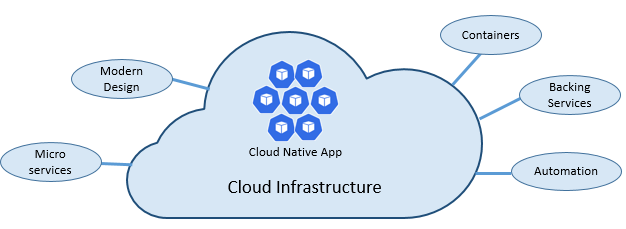 Containers
Modern
Design
Backing
Services
Cloud Native App
Micro
services
Automation
Cloud Infrastructure